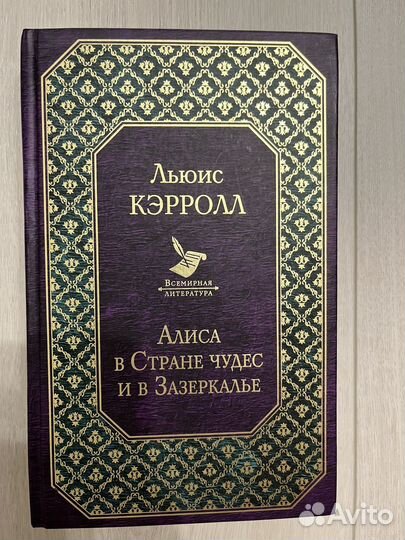 Льюис
КЭРРОЛЛ
ВСЕМИРНАЯ
ЛИТЕРАТУРА
АЛИСА
В СТРАНЕ ЧУДЕС
И В ЗАЗЕРКАЛЬЕ
Avito